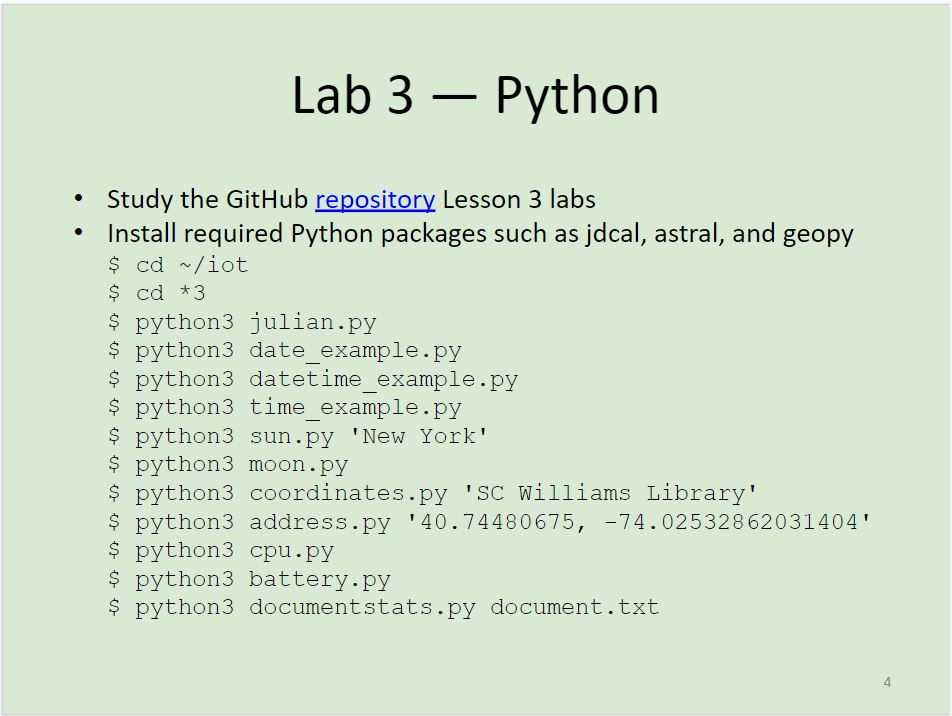 Lab 3 — Python
• Study the GitHub repository Lesson 3 labs
• Install required Python packages such as jdcal, astral, and geopy
$ cd ~/iot
$ cd *3
$ python3 julian.py
$ python3 date_example.py
$ python3 datetime_example.py
$ python3 time_example.py
$ python3 sun.py 'New York'
$ python3 moon.py
$ python3 coordinates.py 'SC Williams Library'
$ python3 address.py '40.74480675, -74.02532862031404'
$ python3 cpu.py
$ python3 battery.py
$ python3 documentstats.py document.txt
4